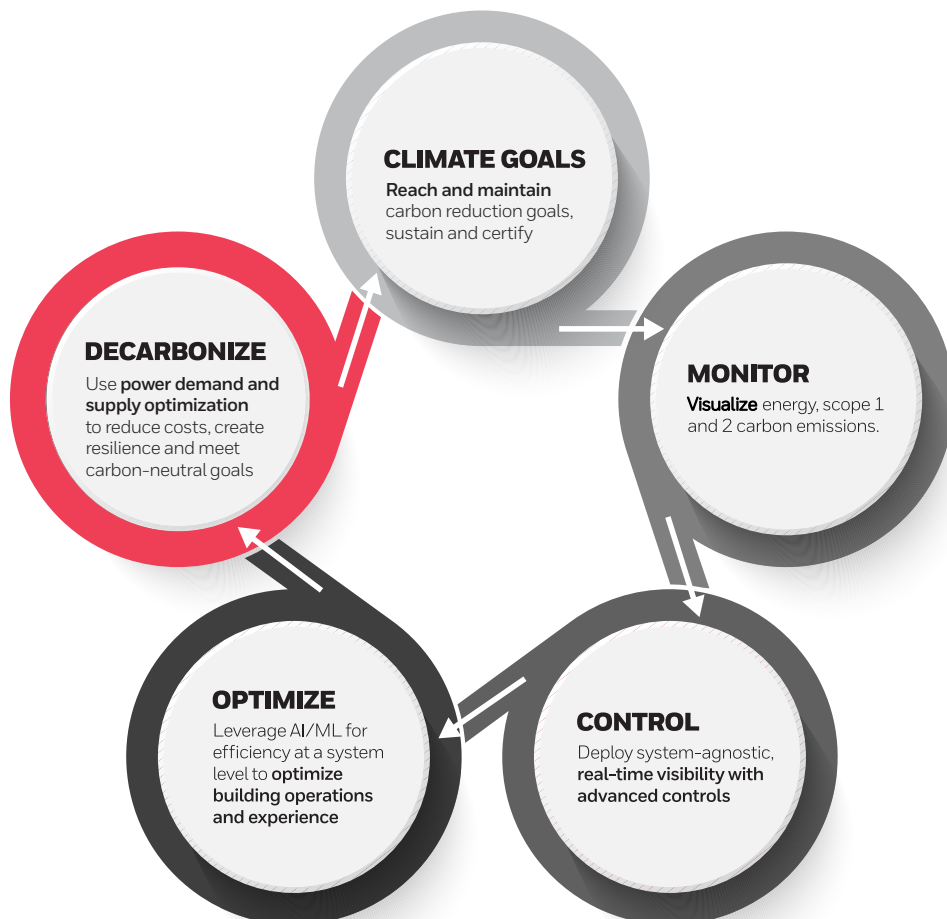 CLIMATE GOALS
Reach and maintain
carbon reduction goals,
sustain and certify
MONITOR
Visualize energy, scope 1
and 2 carbon emissions.
CONTROL
Deploy system-agnostic,
real-time visibility with
advanced controls
OPTIMIZE
Leverage AI/ML for
efficiency at a system
level to optimize
building operations
and experience
DECARBONIZE
Use power demand and
supply optimization
to reduce costs, create
resilience and meet
carbon-neutral goals